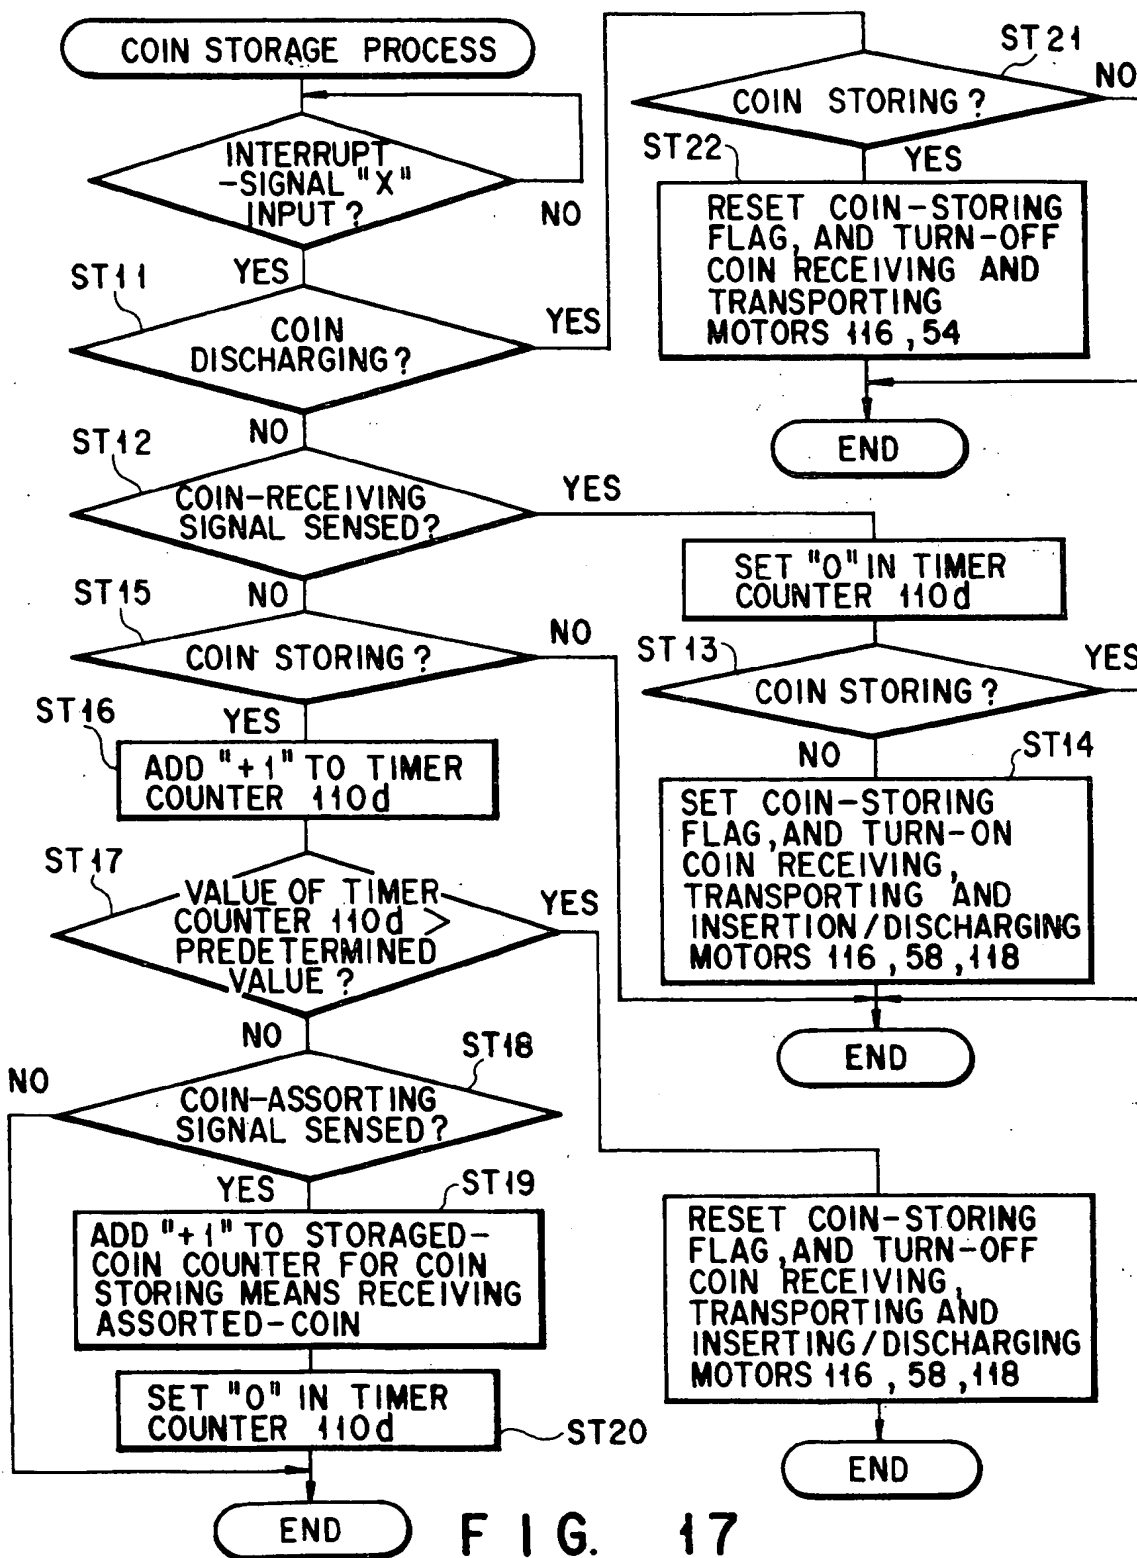 COIN STORAGE PROCESS
INTERRUPT
-SIGNAL "X"
INPUT?
NO
YES
ST11
COIN
DISCHARGING?
YES
NO
ST12
COIN-RECEIVING
SIGNAL SENSED?
YES
NO
ST15
COIN STORING?
NO
YES
ST16
ADD "+1" TO TIMER
COUNTER 110d
ST17
VALUE OF TIMER
COUNTER 110d >
PREDETERMINED
VALUE?
YES
NO
ST18
NO
COIN-ASSORTING
SIGNAL SENSED?
YES
ST19
ADD "+1" TO STORAGED-
COIN COUNTER FOR COIN
STORING MEANS RECEIVING
ASSORTED-COIN
SET "0" IN TIMER
COUNTER 110d
ST20
END
ST21
COIN STORING?
NO
YES
ST22
RESET COIN-STORING
FLAG, AND TURN-OFF
COIN RECEIVING AND
TRANSPORTING
MOTORS 116, 54
END
SET "0" IN TIMER
COUNTER 110d
ST13
COIN STORING?
YES
NO
ST14
SET COIN-STORING
FLAG, AND TURN-ON
COIN RECEIVING,
TRANSPORTING AND
INSERTION/DISCHARGING
MOTORS 116, 58, 118
END
RESET COIN-STORING
FLAG, AND TURN-OFF
COIN RECEIVING,
TRANSPORTING AND
INSERTING/DISCHARGING
MOTORS 116, 58, 118
END
FIG. 17